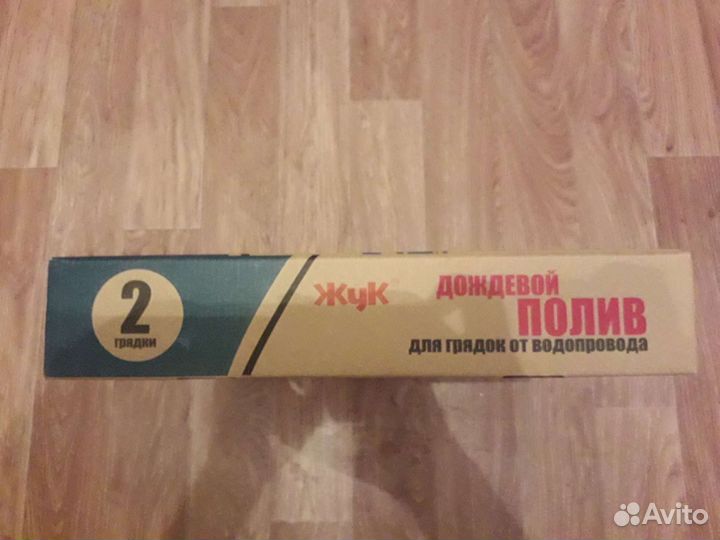 2
грядки
ЖуК
ДОЖДЕВОЙ
ПОЛИВ
для грядок от водопровода
Avito